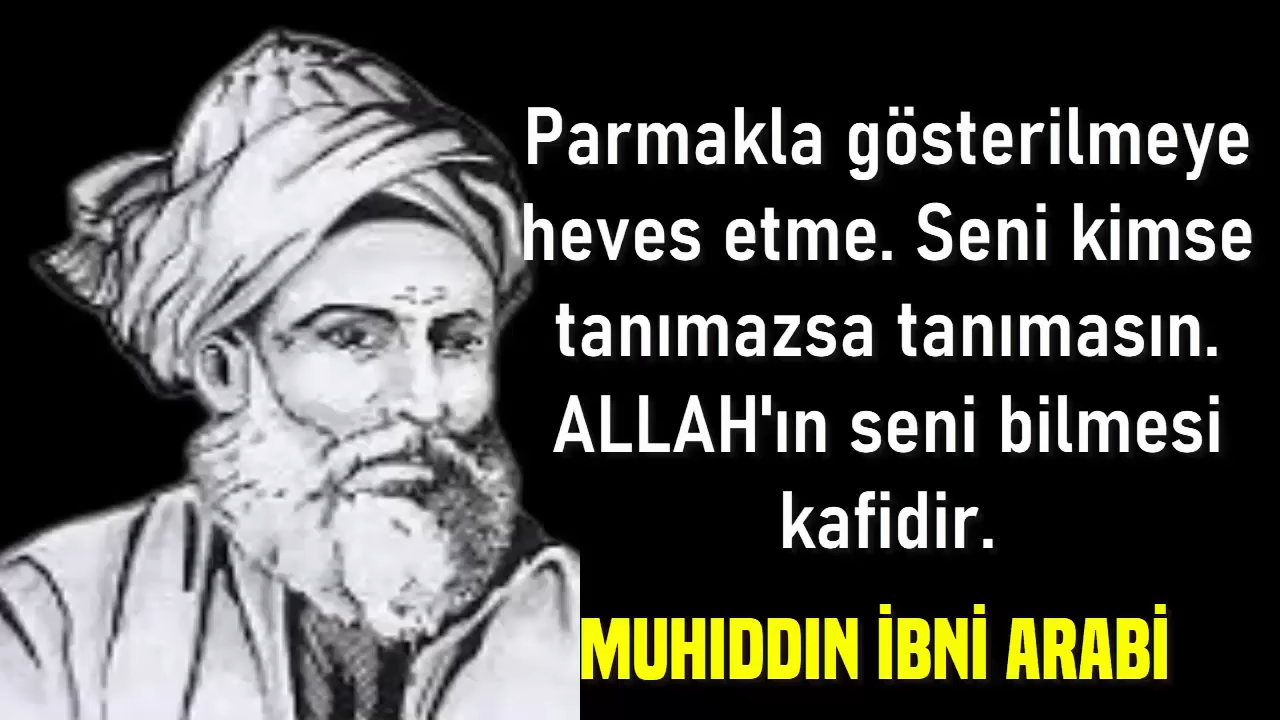 Parmakla gösterilmeye
heves etme. Seni kimse
tanımazsa tanımasın.
ALLAH'ın seni bilmesi
kafidir.
MUHIDDIN İBNİ ARABİ